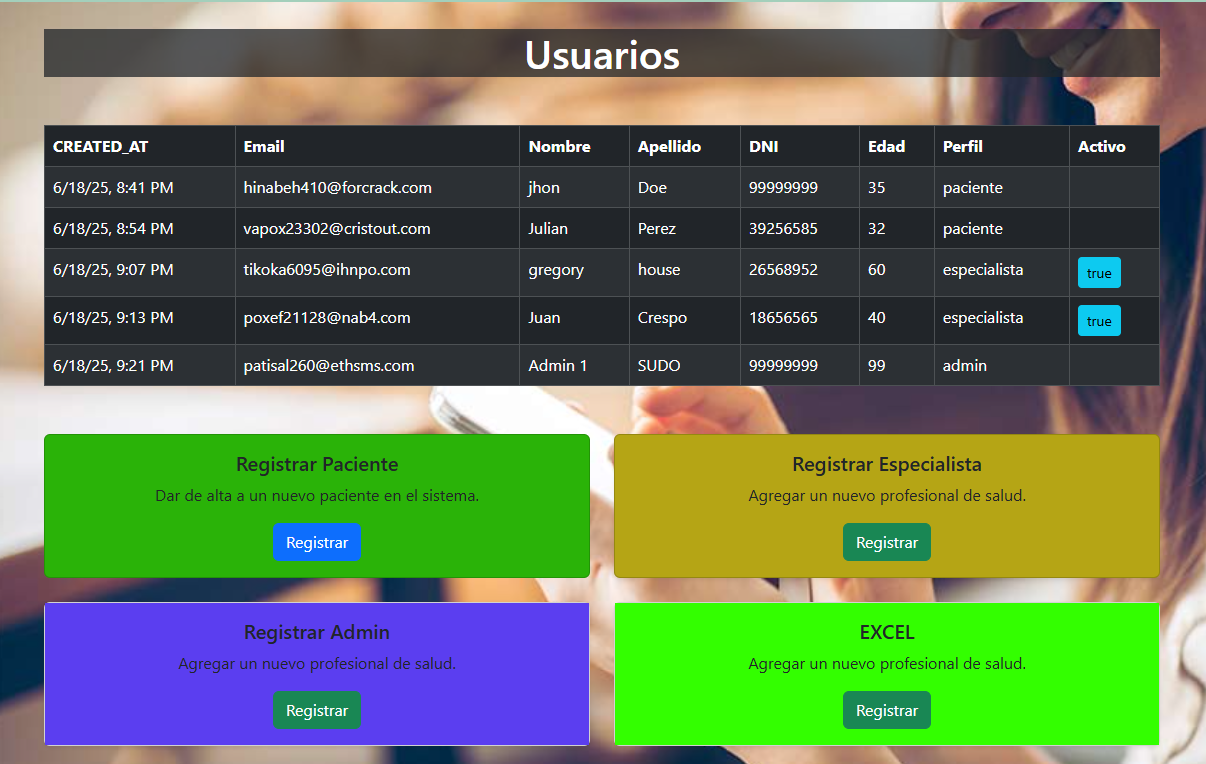 Usuarios
CREATED_AT Email Nombre Apellido DNI Edad Perfil Activo
6/18/25, 8:41 PM hinabeh410@forcrack.com jhon Doe 99999999 35 paciente
6/18/25, 8:54 PM vapox23302@cristout.com Julian Perez 39256585 32 paciente
6/18/25, 9:07 PM tikoka6095@ihnpo.com gregory house 26568952 60 especialista true
6/18/25, 9:13 PM poxef21128@nab4.com Juan Crespo 18656565 40 especialista true
6/18/25, 9:21 PM patisal260@ethsms.com Admin 1 SUDO 99999999 99 admin
Registrar Paciente
Dar de alta a un nuevo paciente en el sistema.
Registrar
Registrar Especialista
Agregar un nuevo profesional de salud.
Registrar
Registrar Admin
Agregar un nuevo profesional de salud.
Registrar
EXCEL
Agregar un nuevo profesional de salud.
Registrar